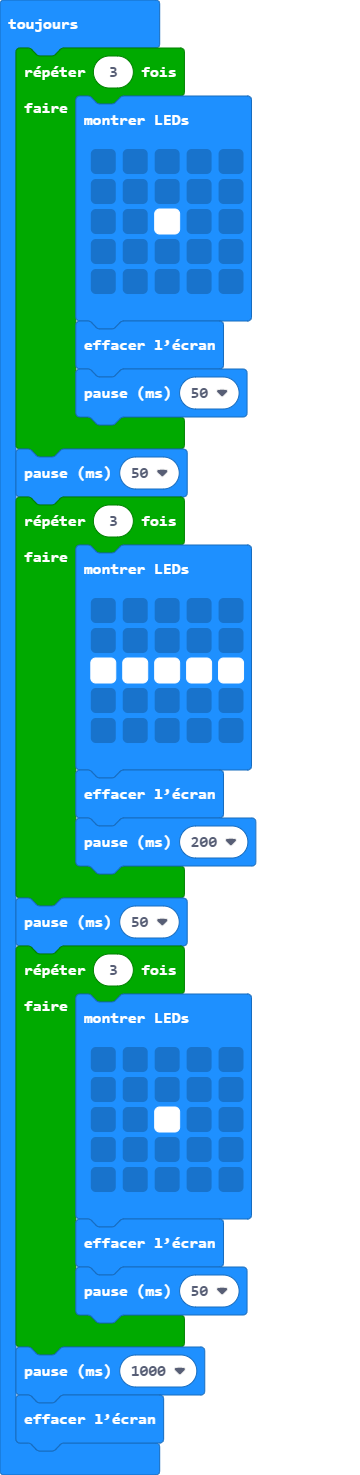 toujours
répéter 3 fois
faire
montrer LEDs
effacer l'écran
pause (ms) 50
pause (ms) 50
répéter 3 fois
faire
montrer LEDs
effacer l'écran
pause (ms) 200
pause (ms) 50
répéter 3 fois
faire
montrer LEDs
effacer l'écran
pause (ms) 50
pause (ms) 1000
effacer l'écran